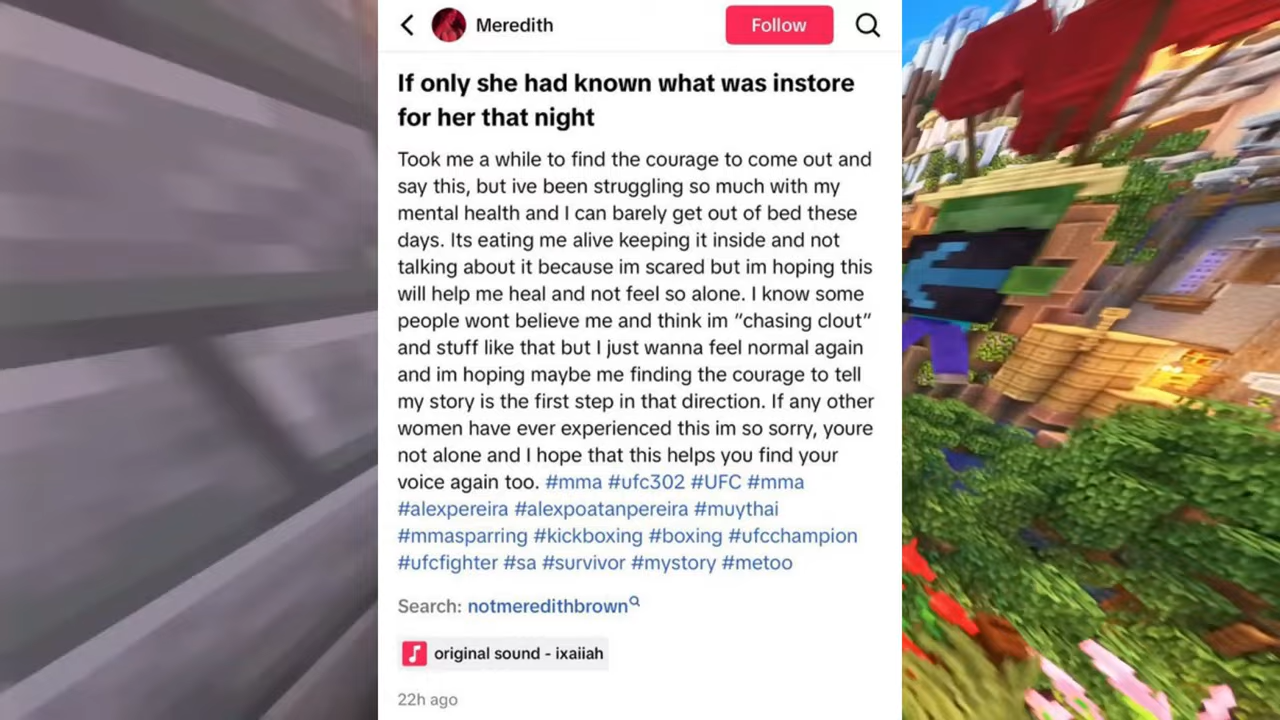 Meredith
Follow
If only she had known what was instore
for her that night
Took me a while to find the courage to come out and
say this, but ive been struggling so much with my
mental health and I can barely get out of bed these
days. Its eating me alive keeping it inside and not
talking about it because im scared but im hoping this
will help me heal and not feel so alone. I know some
people wont believe me and think im “chasing clout”
and stuff like that but I just wanna feel normal again
and im hoping maybe me finding the courage to tell
my story is the first step in that direction. If any other
women have ever experienced this im so sorry, youre
not alone and I hope that this helps you find your
voice again too. #mma #ufc302 #UFC #mma
#alexpereira #alexpoatanpereira #muythai
#mmasparring #kickboxing #boxing #ufcchampion
#ufcfighter #sa #survivor #mystory #metoo
Search: notmeredithbrown
original sound - ixaiiah
22h ago